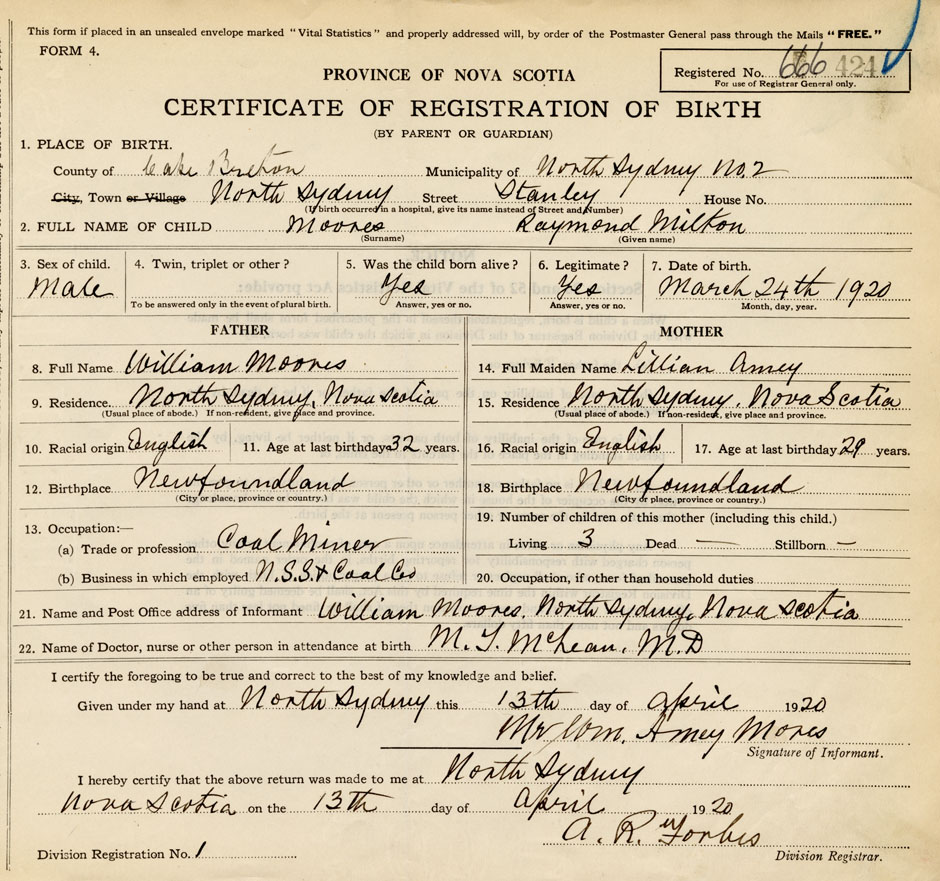 This form if placed in an unsealed envelope marked "Vital Statistics" and properly addressed will, by order of the Postmaster General pass through the Mails "FREE."
FORM 4.
Registered No. 666 424
For use of Registrar General only.
PROVINCE OF NOVA SCOTIA
CERTIFICATE OF REGISTRATION OF BIRTH
(BY PARENT OR GUARDIAN)
1. PLACE OF BIRTH.
County of Cape Breton Municipality of North Sydney No. 2
City, Town or Village North Sydney Street Stanley House No.
(If birth occurred in a hospital, give its name instead of Street and Number)
2. FULL NAME OF CHILD Moores Raymond Milton
(Surname) (Given name)
3. Sex of child. 4. Twin, triplet or other? 5. Was the child born alive? 6. Legitimate? 7. Date of birth.
Male Yes Yes March 24th 1920
To be answered only in the event of plural birth. Answer, yes or no. Answer, yes or no. Month, day, year.
FATHER
8. Full Name William Moores
9. Residence. North Sydney, Nova Scotia
(Usual place of abode.) If non-resident, give place and province.
10. Racial origin English 11. Age at last birthday 32 years.
12. Birthplace Newfoundland
(City or place, province or country.)
13. Occupation:—
(a) Trade or profession Coal Miner
(b) Business in which employed N.S.S. & Coal Co
MOTHER
14. Full Maiden Name Lillian Amey
15. Residence North Sydney, Nova Scotia
(Usual place of abode.) If non-resident, give place and province.
16. Racial origin English 17. Age at last birthday 29 years.
18. Birthplace Newfoundland
(City or place, province or country.)
19. Number of children of this mother (including this child.)
Living 3 Dead — Stillborn —
20. Occupation, if other than household duties
21. Name and Post Office address of Informant William Moores, North Sydney, Nova Scotia
22. Name of Doctor, nurse or other person in attendance at birth M. T. McLean, M.D
I certify the foregoing to be true and correct to the best of my knowledge and belief.
Given under my hand at North Sydney this 13th day of April 1920
Mr Wm. Amey Mores
Signature of Informant.
I hereby certify that the above return was made to me at North Sydney
Nova Scotia on the 13th day of April 1920
A. R. Forbes
Division Registration No. 1
Division Registrar.